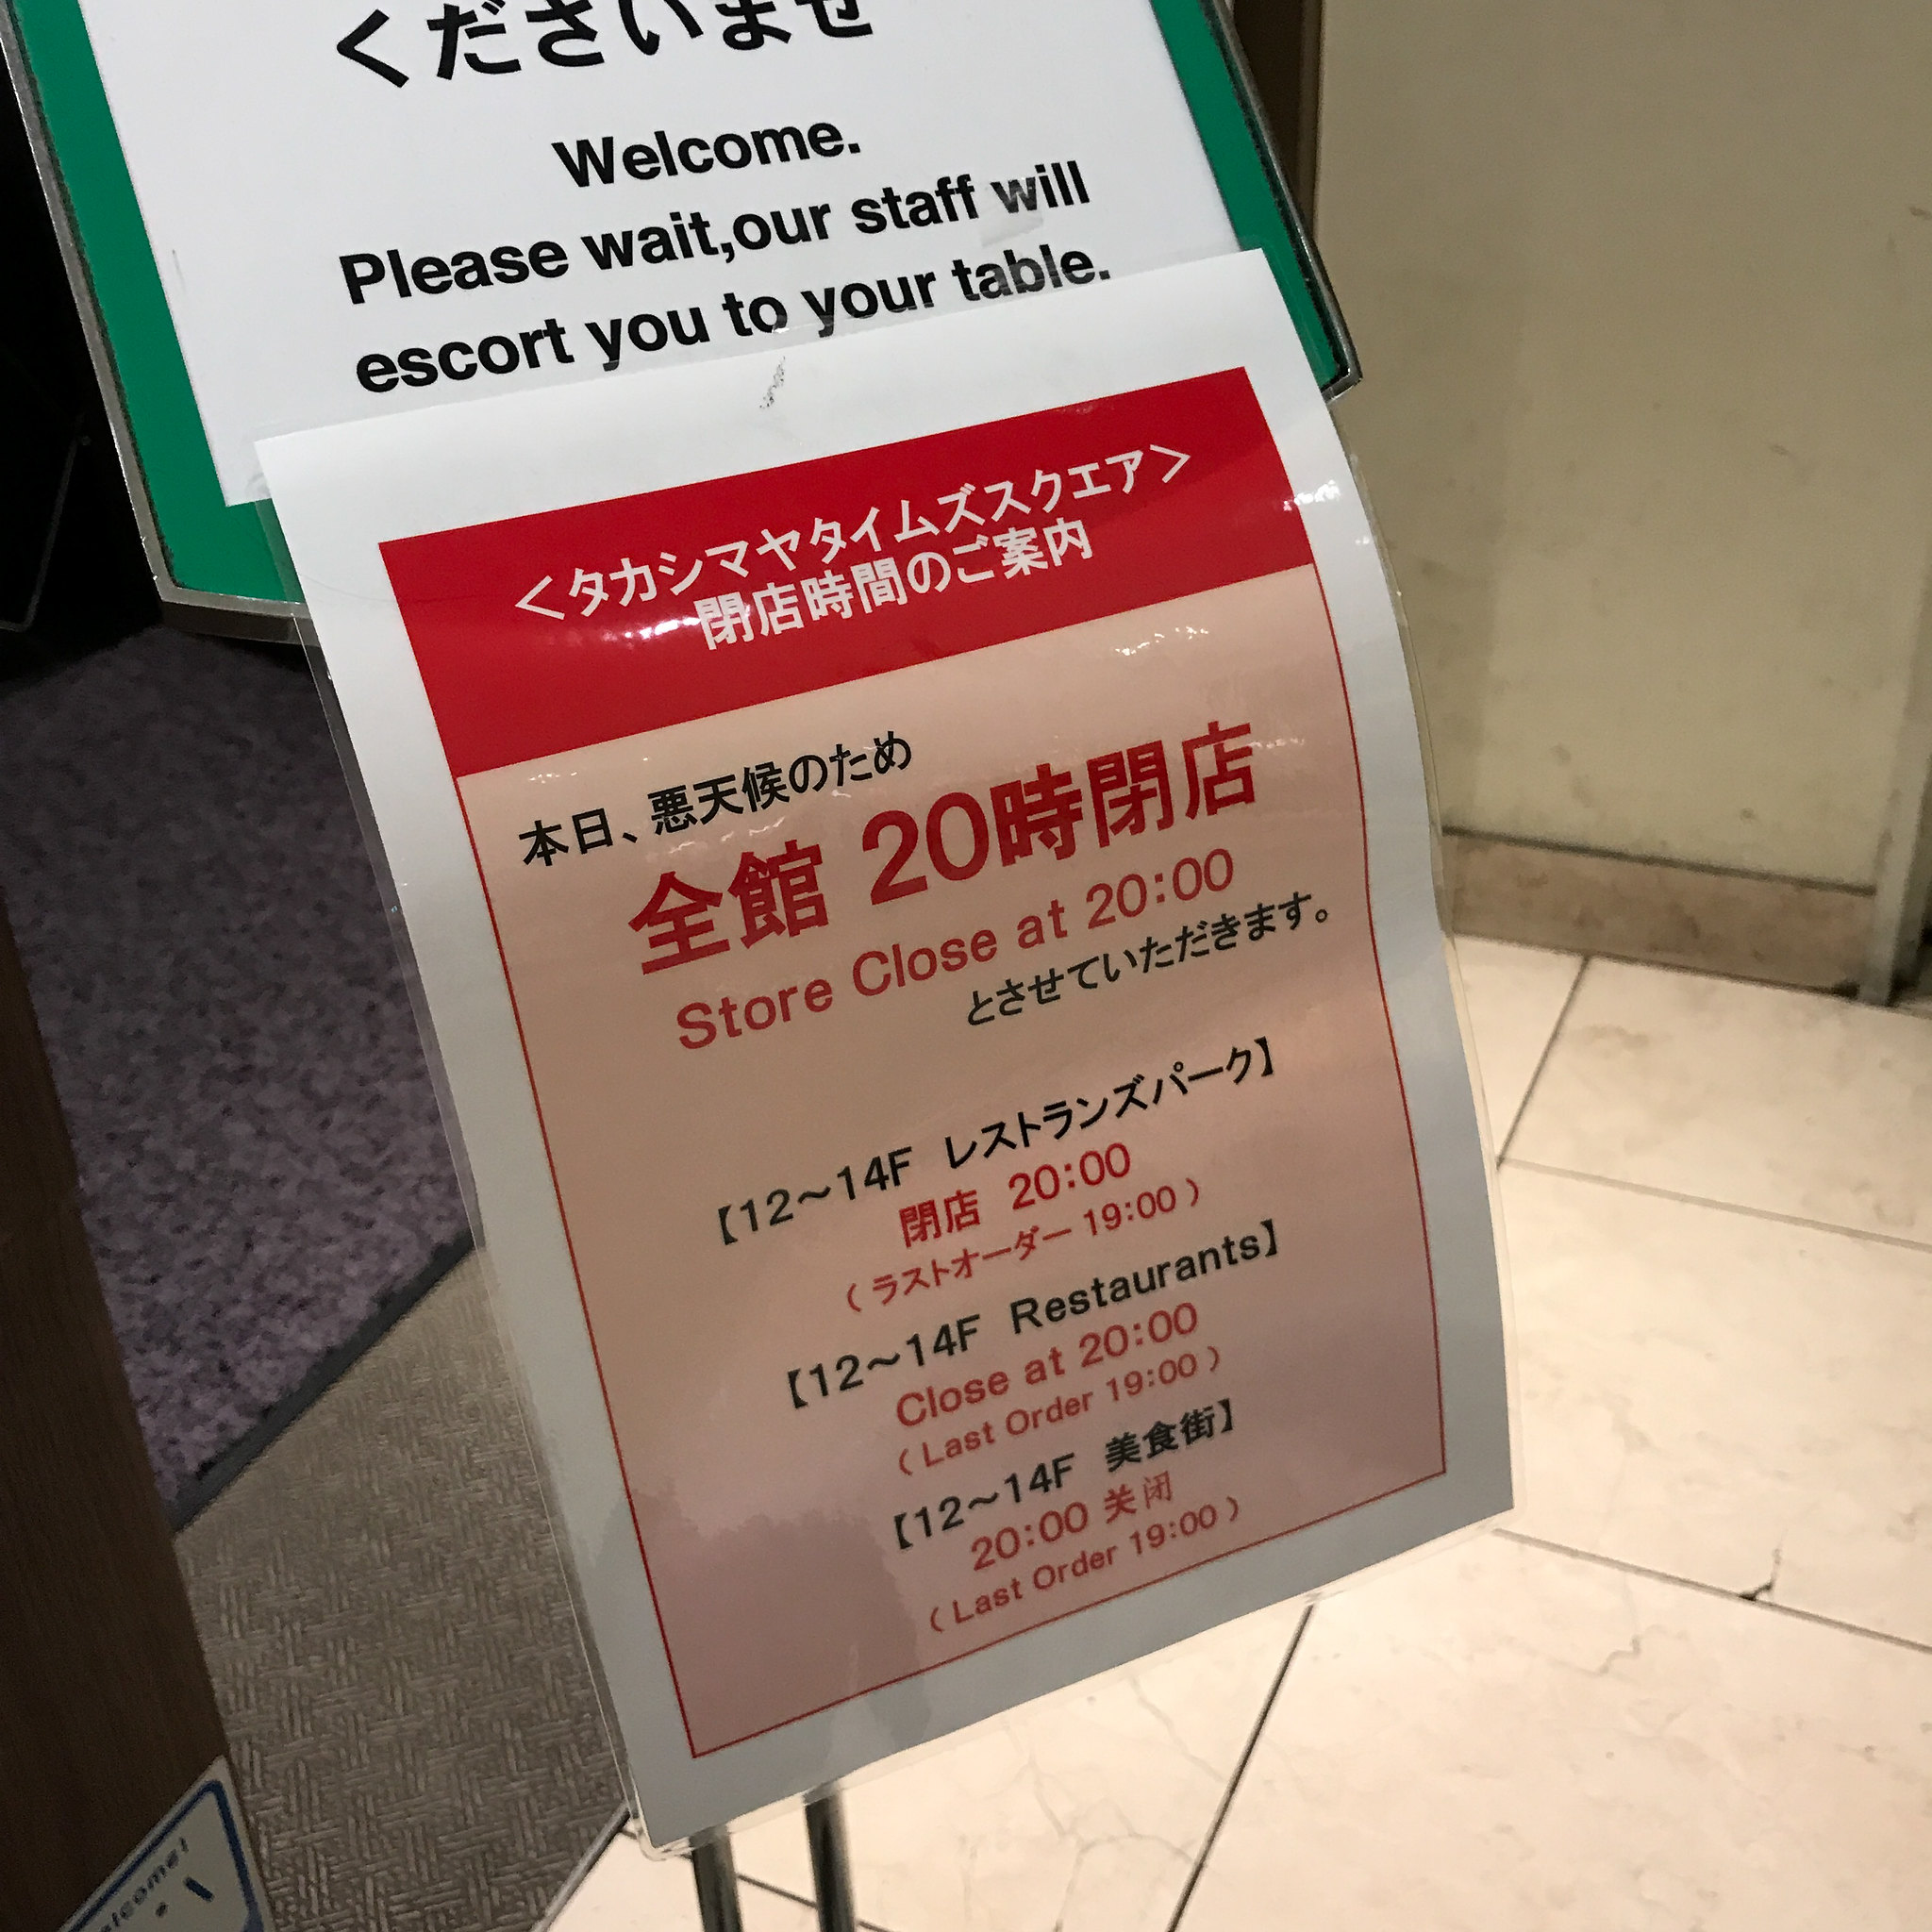 くださいませ
Welcome.
Please wait,our staff will
escort you to your table.
＜タカシマヤタイムズスクエア＞
閉店時間のご案内
本日、悪天候のため
全館 20時閉店
Store Close at 20:00
とさせていただきます。
【12～14F レストランズパーク】
閉店 20:00
（ ラストオーダー 19:00 ）
【12～14F Restaurants】
Close at 20:00
（ Last Order 19:00 ）
【12～14F 美食街】
20:00 关闭
（ Last Order 19:00 ）